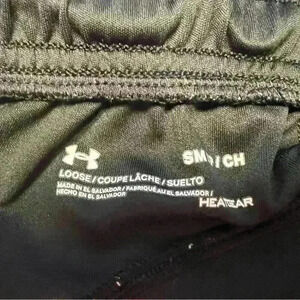 SM / CH
LOOSE / COUPE LÂCHE / SUELTO
MADE IN EL SALVADOR / FABRIQUÉ AU EL SALVADOR /
HECHO EN EL SALVADOR
HEATGEAR